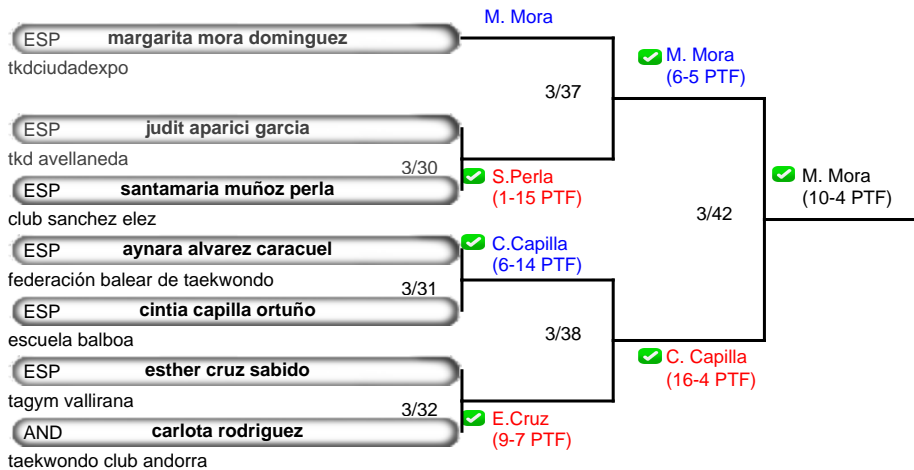 M. Mora
ESP margarita mora dominguez
tkdciudadexpo
M. Mora
(6-5 PTF)
3/37
ESP judit aparici garcia
tkd avellaneda
3/30
ESP santamaria muñoz perla
club sanchez elez
S.Perla
(1-15 PTF)
M. Mora
(10-4 PTF)
3/42
ESP aynara alvarez caracuel
federación balear de taekwondo
C.Capilla
(6-14 PTF)
3/31
ESP cintia capilla ortuño
escuela balboa
3/38
ESP esther cruz sabido
tagym vallirana
C. Capilla
(16-4 PTF)
3/32
AND carlota rodriguez
taekwondo club andorra
E.Cruz
(9-7 PTF)